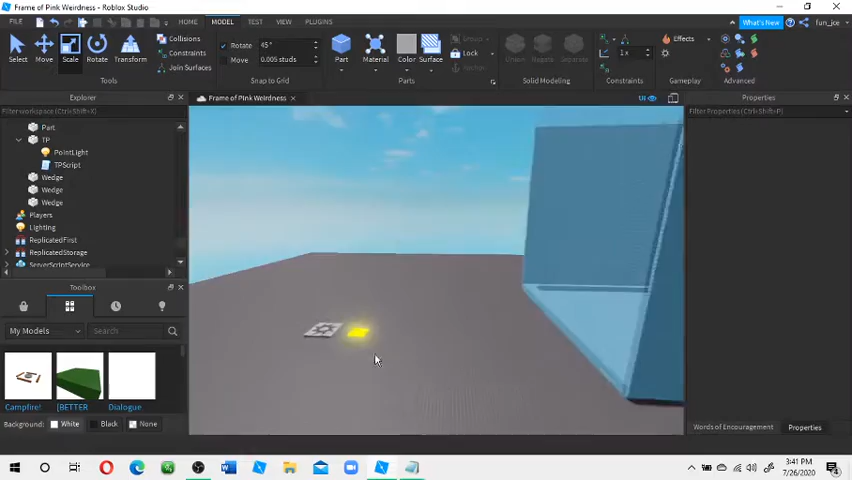 Frame of Pink Weirdness - Roblox Studio
FILE HOME MODEL TEST VIEW PLUGINS What's New fun_jce
Select Move Scale Rotate Transform
Collisions
Constraints
Join Surfaces
Tools
Rotate 45°
Move 0.005 studs
Snap to Grid
Part Material Color Surface
Group
Lock
Parts
Union Negate Separate
Solid Modeling
1 x
Constraints
Effects
Gameplay
Advanced
Explorer
Filter workspace (Ctrl+Shift+X)
Frame of Pink Weirdness
UI
Properties
Filter Properties (Ctrl+Shift+P)
Part
TP
PointLight
TPScript
Wedge
Wedge
Wedge
Players
Lighting
ReplicatedFirst
ReplicatedStorage
ServerScriptService
Toolbox
My Models
Search
Campfire!
[BETTER
Dialogue
Background: White Black None
Words of Encouragement Properties
3:41 PM
7/26/2020
4